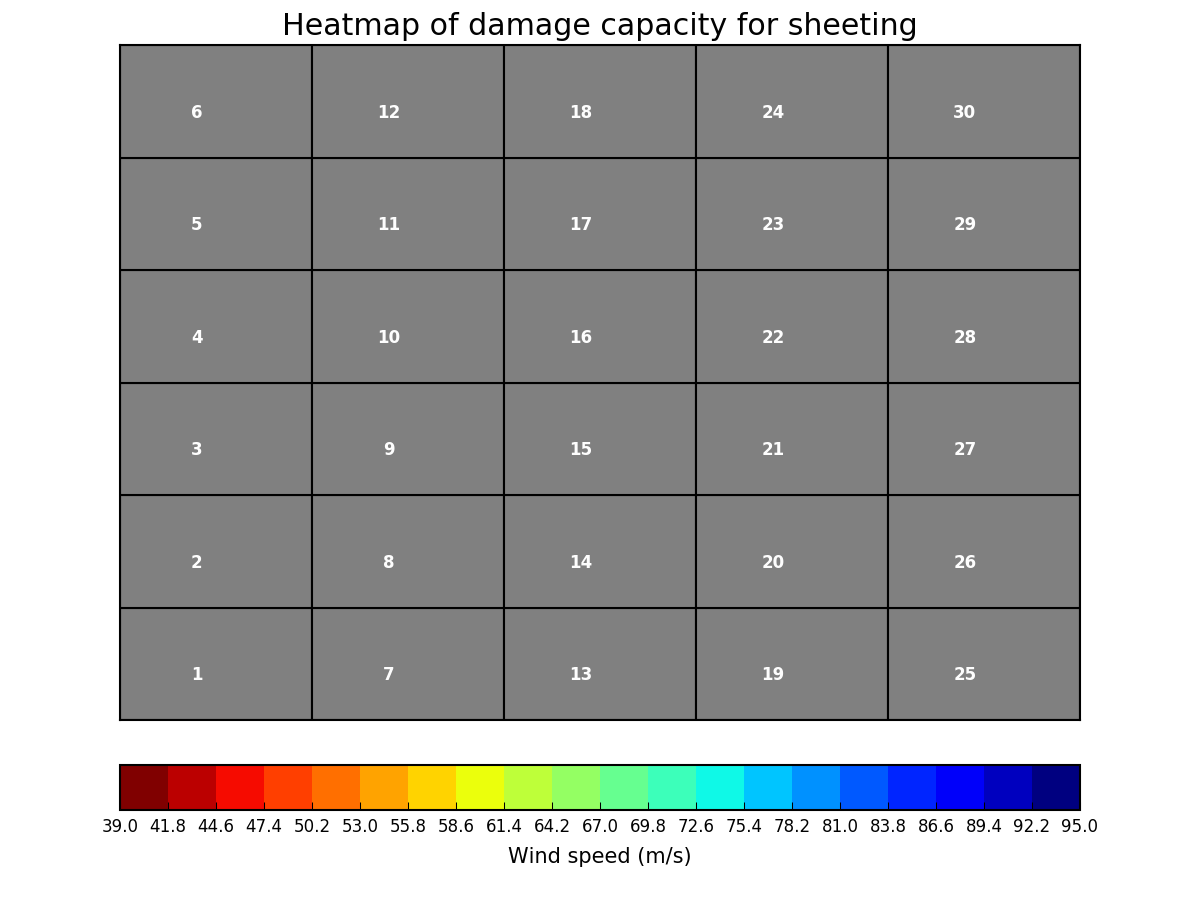 Heatmap of damage capacity for sheeting
6 12 18 24 30
5 11 17 23 29
4 10 16 22 28
3 9 15 21 27
2 8 14 20 26
1 7 13 19 25
39.0 41.8 44.6 47.4 50.2 53.0 55.8 58.6 61.4 64.2 67.0 69.8 72.6 75.4 78.2 81.0 83.8 86.6 89.4 92.2 95.0
Wind speed (m/s)